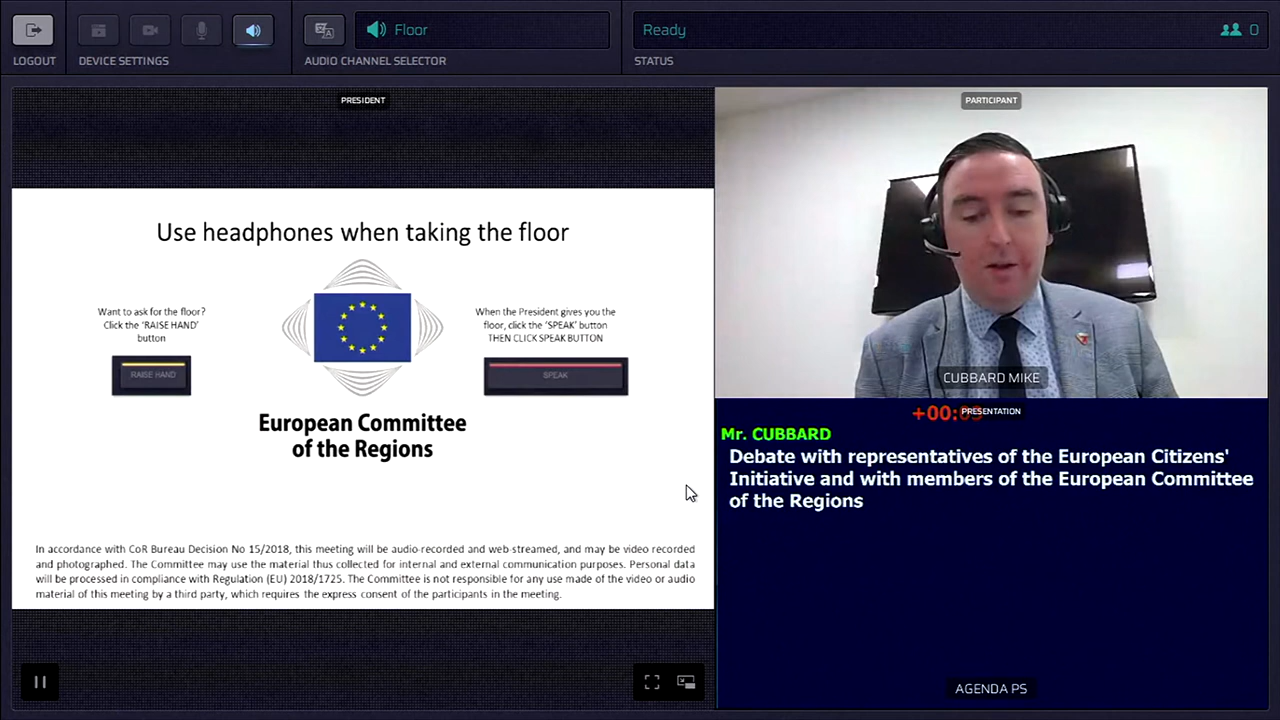 LOGOUT
DEVICE SETTINGS
AUDIO CHANNEL SELECTOR
Floor
Ready
0
STATUS
PRESIDENT
Use headphones when taking the floor
Want to ask for the floor?
Click the 'RAISE HAND'
button
RAISE HAND
When the President gives you the
floor, click the 'SPEAK' button
THEN CLICK SPEAK BUTTON
SPEAK
European Committee
of the Regions
In accordance with CoR Bureau Decision No 15/2018, this meeting will be audio-recorded and web-streamed, and may be video recorded
and photographed. The Committee may use the material thus collected for internal and external communication purposes. Personal data
will be processed in compliance with Regulation (EU) 2018/1725. The Committee is not responsible for any use made of the video or audio
material of this meeting by a third party, which requires the express consent of the participants in the meeting.
PARTICIPANT
CUBBARD MIKE
PRESENTATION
Mr. CUBBARD
Debate with representatives of the European Citizens'
Initiative and with members of the European Committee
of the Regions
AGENDA PS